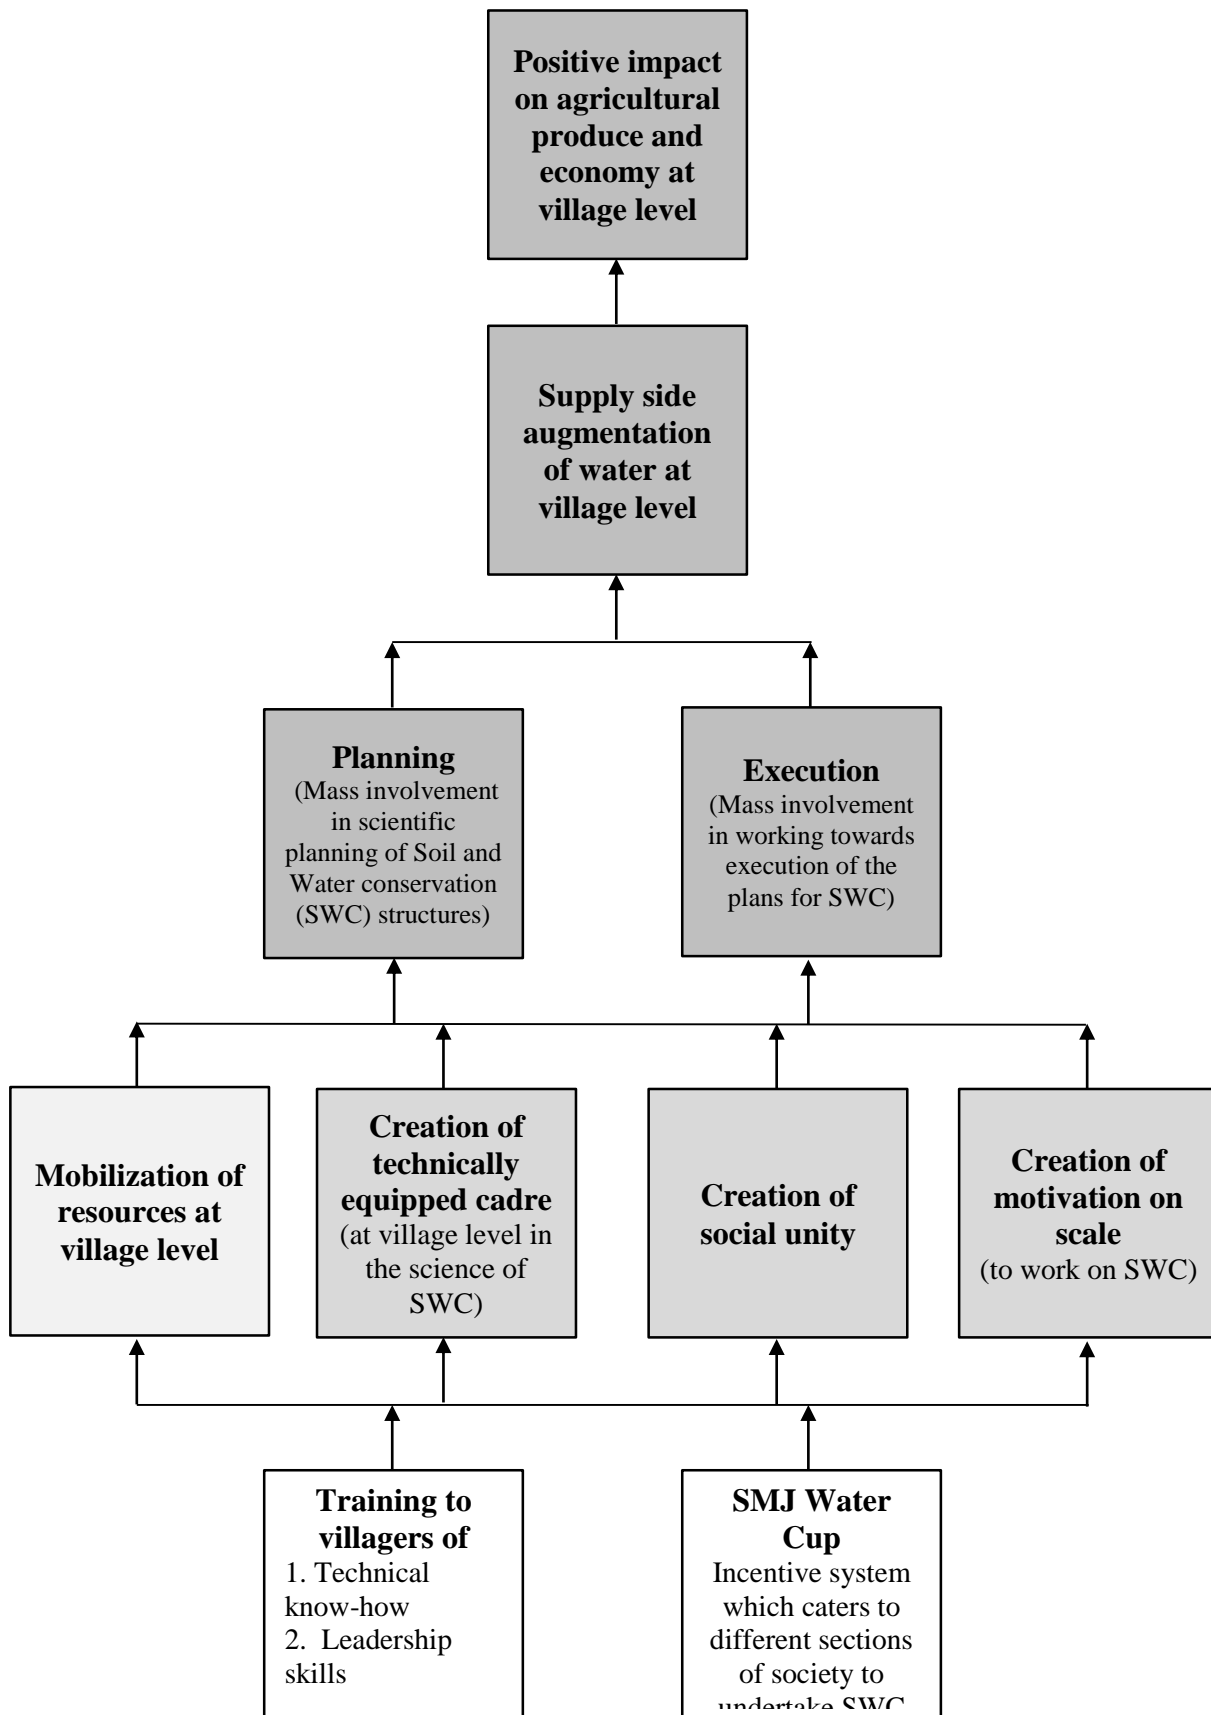 Positive impact
on agricultural
produce and
economy at
village level
Supply side
augmentation
of water at
village level
Planning
(Mass involvement
in scientific
planning of Soil and
Water conservation
(SWC) structures)
Execution
(Mass involvement
in working towards
execution of the
plans for SWC)
Mobilization of
resources at
village level
Creation of
technically
equipped cadre
(at village level in
the science of
SWC)
Creation of
social unity
Creation of
motivation on
scale
(to work on SWC)
Training to
villagers of
1. Technical
know-how
2. Leadership
skills
SMJ Water
Cup
Incentive system
which caters to
different sections
of society to
undertake SWC